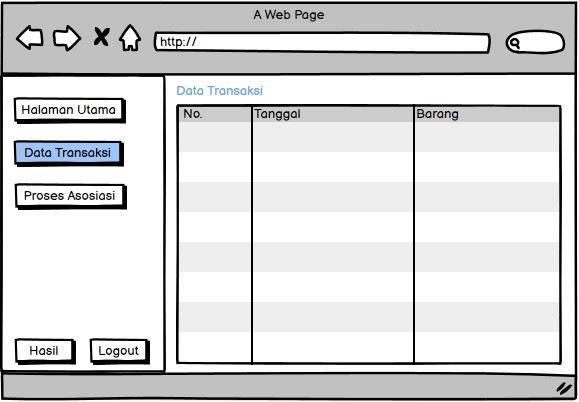 A Web Page
http://
Halaman Utama
Data Transaksi
Proses Asosiasi
Hasil
Logout
Data Transaksi
No. Tanggal Barang